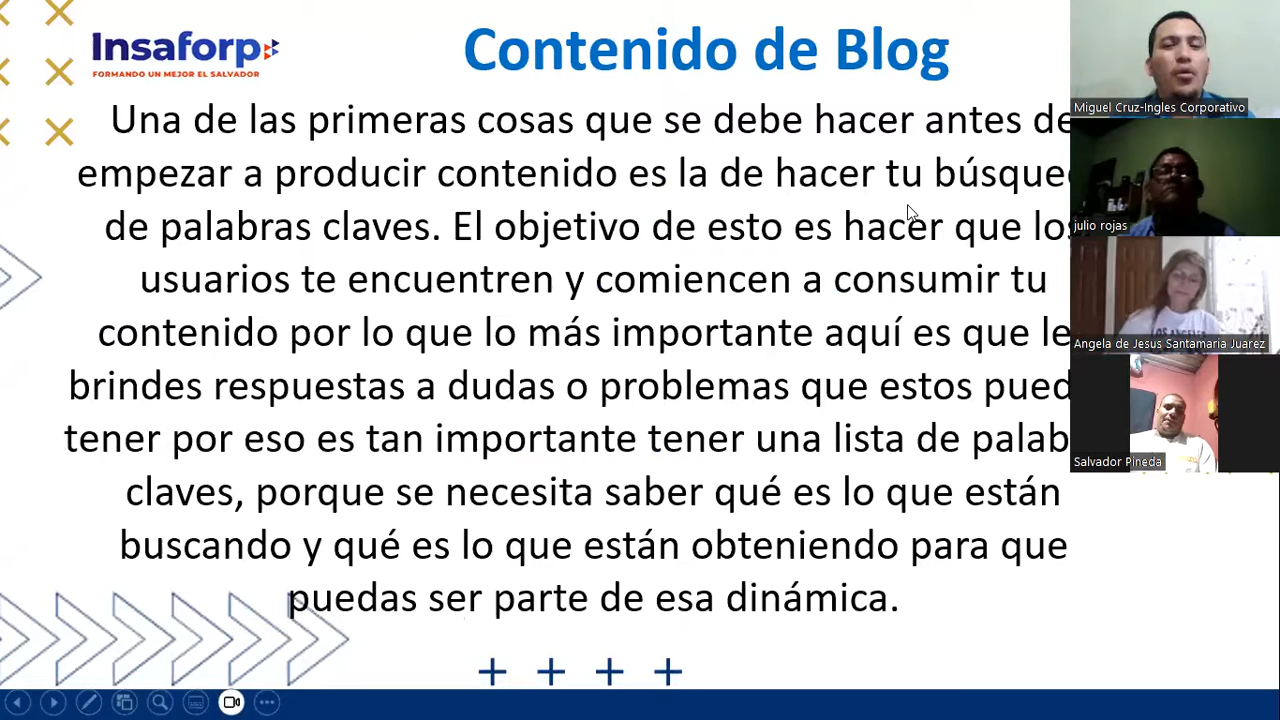 Insaforp
FORMANDO UN MEJOR EL SALVADOR
Contenido de Blog
Una de las primeras cosas que se debe hacer antes de
empezar a producir contenido es la de hacer tu búsque
de palabras claves. El objetivo de esto es hacer que los
usuarios te encuentren y comiencen a consumir tu
contenido por lo que lo más importante aquí es que le
brindes respuestas a dudas o problemas que estos pued
tener por eso es tan importante tener una lista de palab
claves, porque se necesita saber qué es lo que están
buscando y qué es lo que están obteniendo para que
puedas ser parte de esa dinámica.
Miguel Cruz-Ingles Corporativo
julio rojas
LOS ANGELES
Angela de Jesus Santamaria Juarez
Salvador Pineda